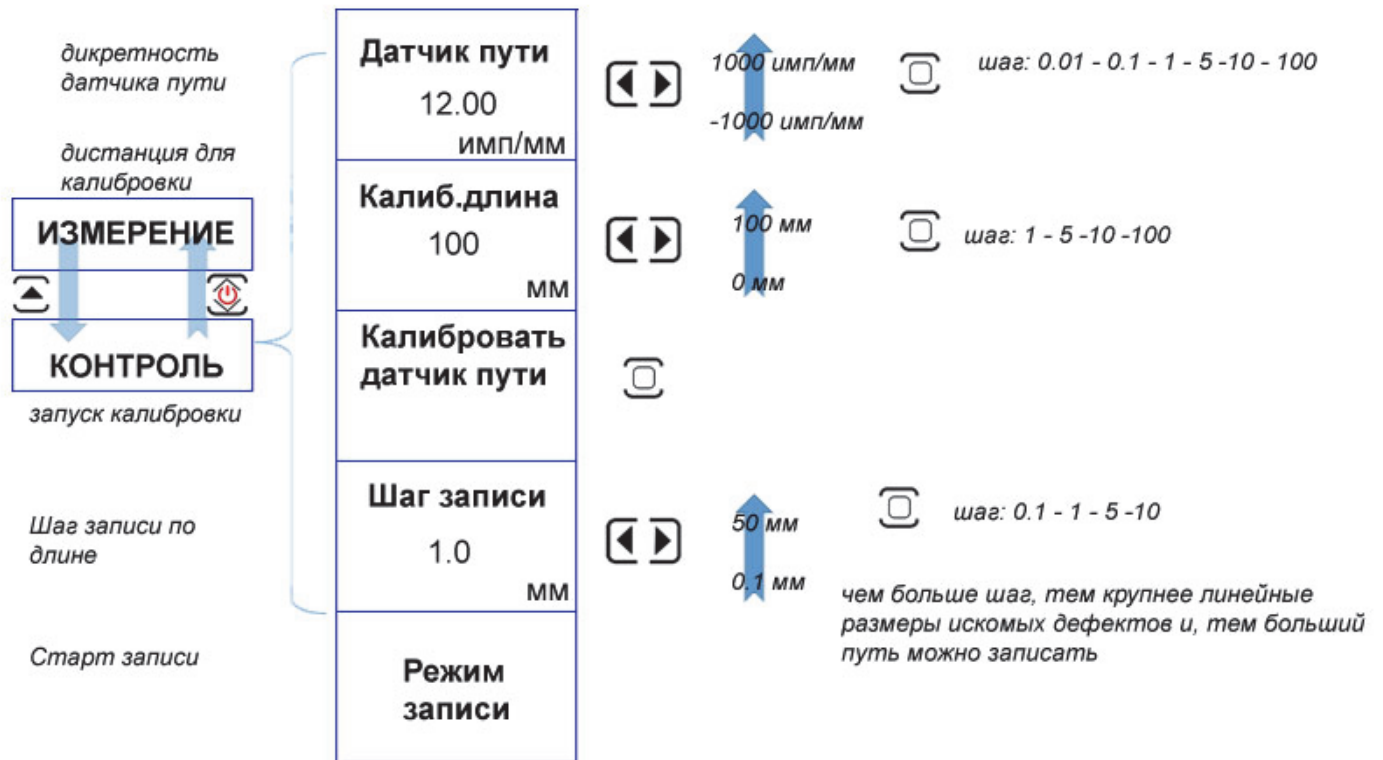 дикретность
датчика пути
Датчик пути
12.00
имп/мм
1000 имп/мм
-1000 имп/мм
шаг: 0.01 - 0.1 - 1 - 5 -10 - 100
дистанция для
калибровки
ИЗМЕРЕНИЕ
КОНТРОЛЬ
Калиб.длина
100
мм
100 мм
0 мм
шаг: 1 - 5 -10 -100
запуск калибровки
Калибровать
датчик пути
Шаг записи по
длине
Шаг записи
1.0
мм
50 мм
0.1 мм
шаг: 0.1 - 1 - 5 -10
чем больше шаг, тем крупнее линейные
размеры искомых дефектов и, тем больший
путь можно записать
Старт записи
Режим
записи